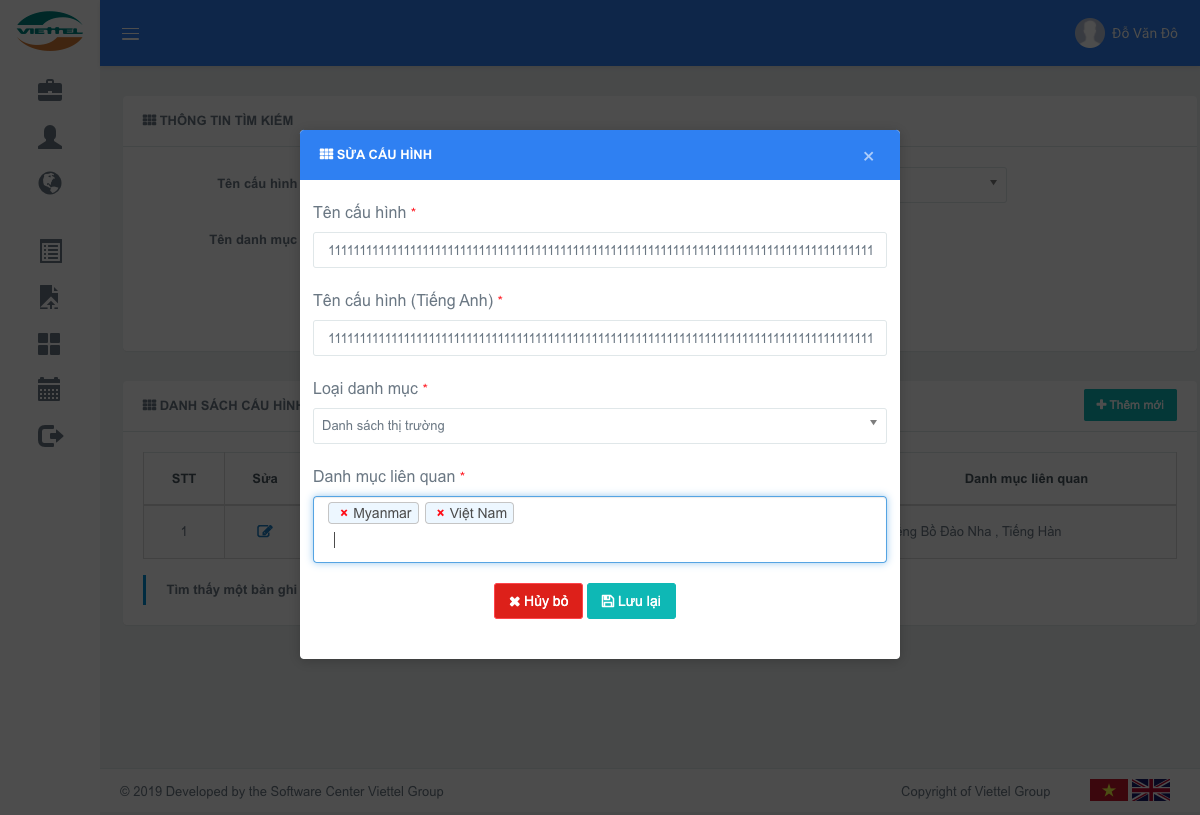 VIETTEL
Đỗ Văn Đô
THÔNG TIN TÌM KIẾM
SỬA CẤU HÌNH
×
Tên cấu hình
Tên cấu hình *
Tên danh mục
Tên cấu hình (Tiếng Anh) *
Loại danh mục *
DANH SÁCH CẤU HÌNH
Thêm mới
Danh sách thị trường
STT
Sửa
Danh mục liên quan
Danh mục liên quan *
× Myanmar × Việt Nam
1
Bồ Đào Nha , Tiếng Hàn
Tìm thấy một bản ghi
Hủy bỏ
Lưu lại
© 2019 Developed by the Software Center Viettel Group
Copyright of Viettel Group